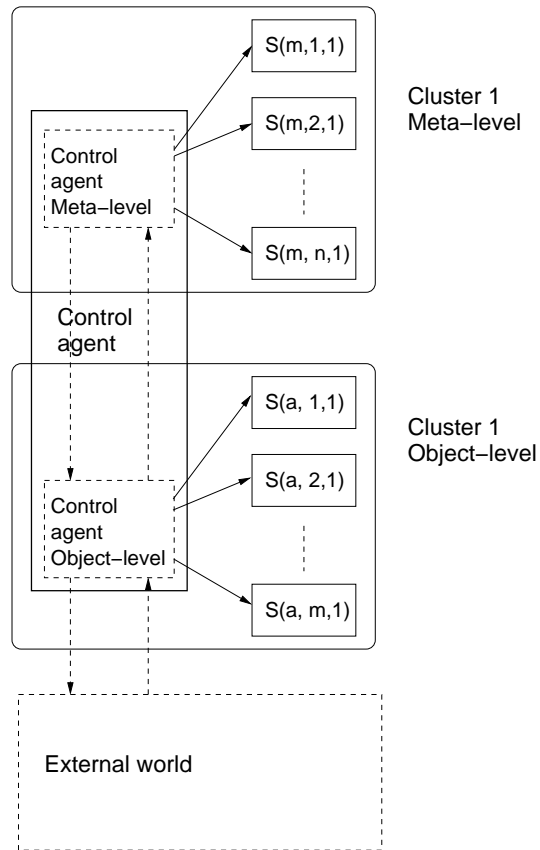 S(m,1,1)
Cluster 1
Meta–level
S(m,2,1)
Control
agent
Meta–level
S(m, n,1)
Control
agent
S(a, 1,1)
Cluster 1
Object–level
S(a, 2,1)
Control
agent
Object–level
S(a, m,1)
External world